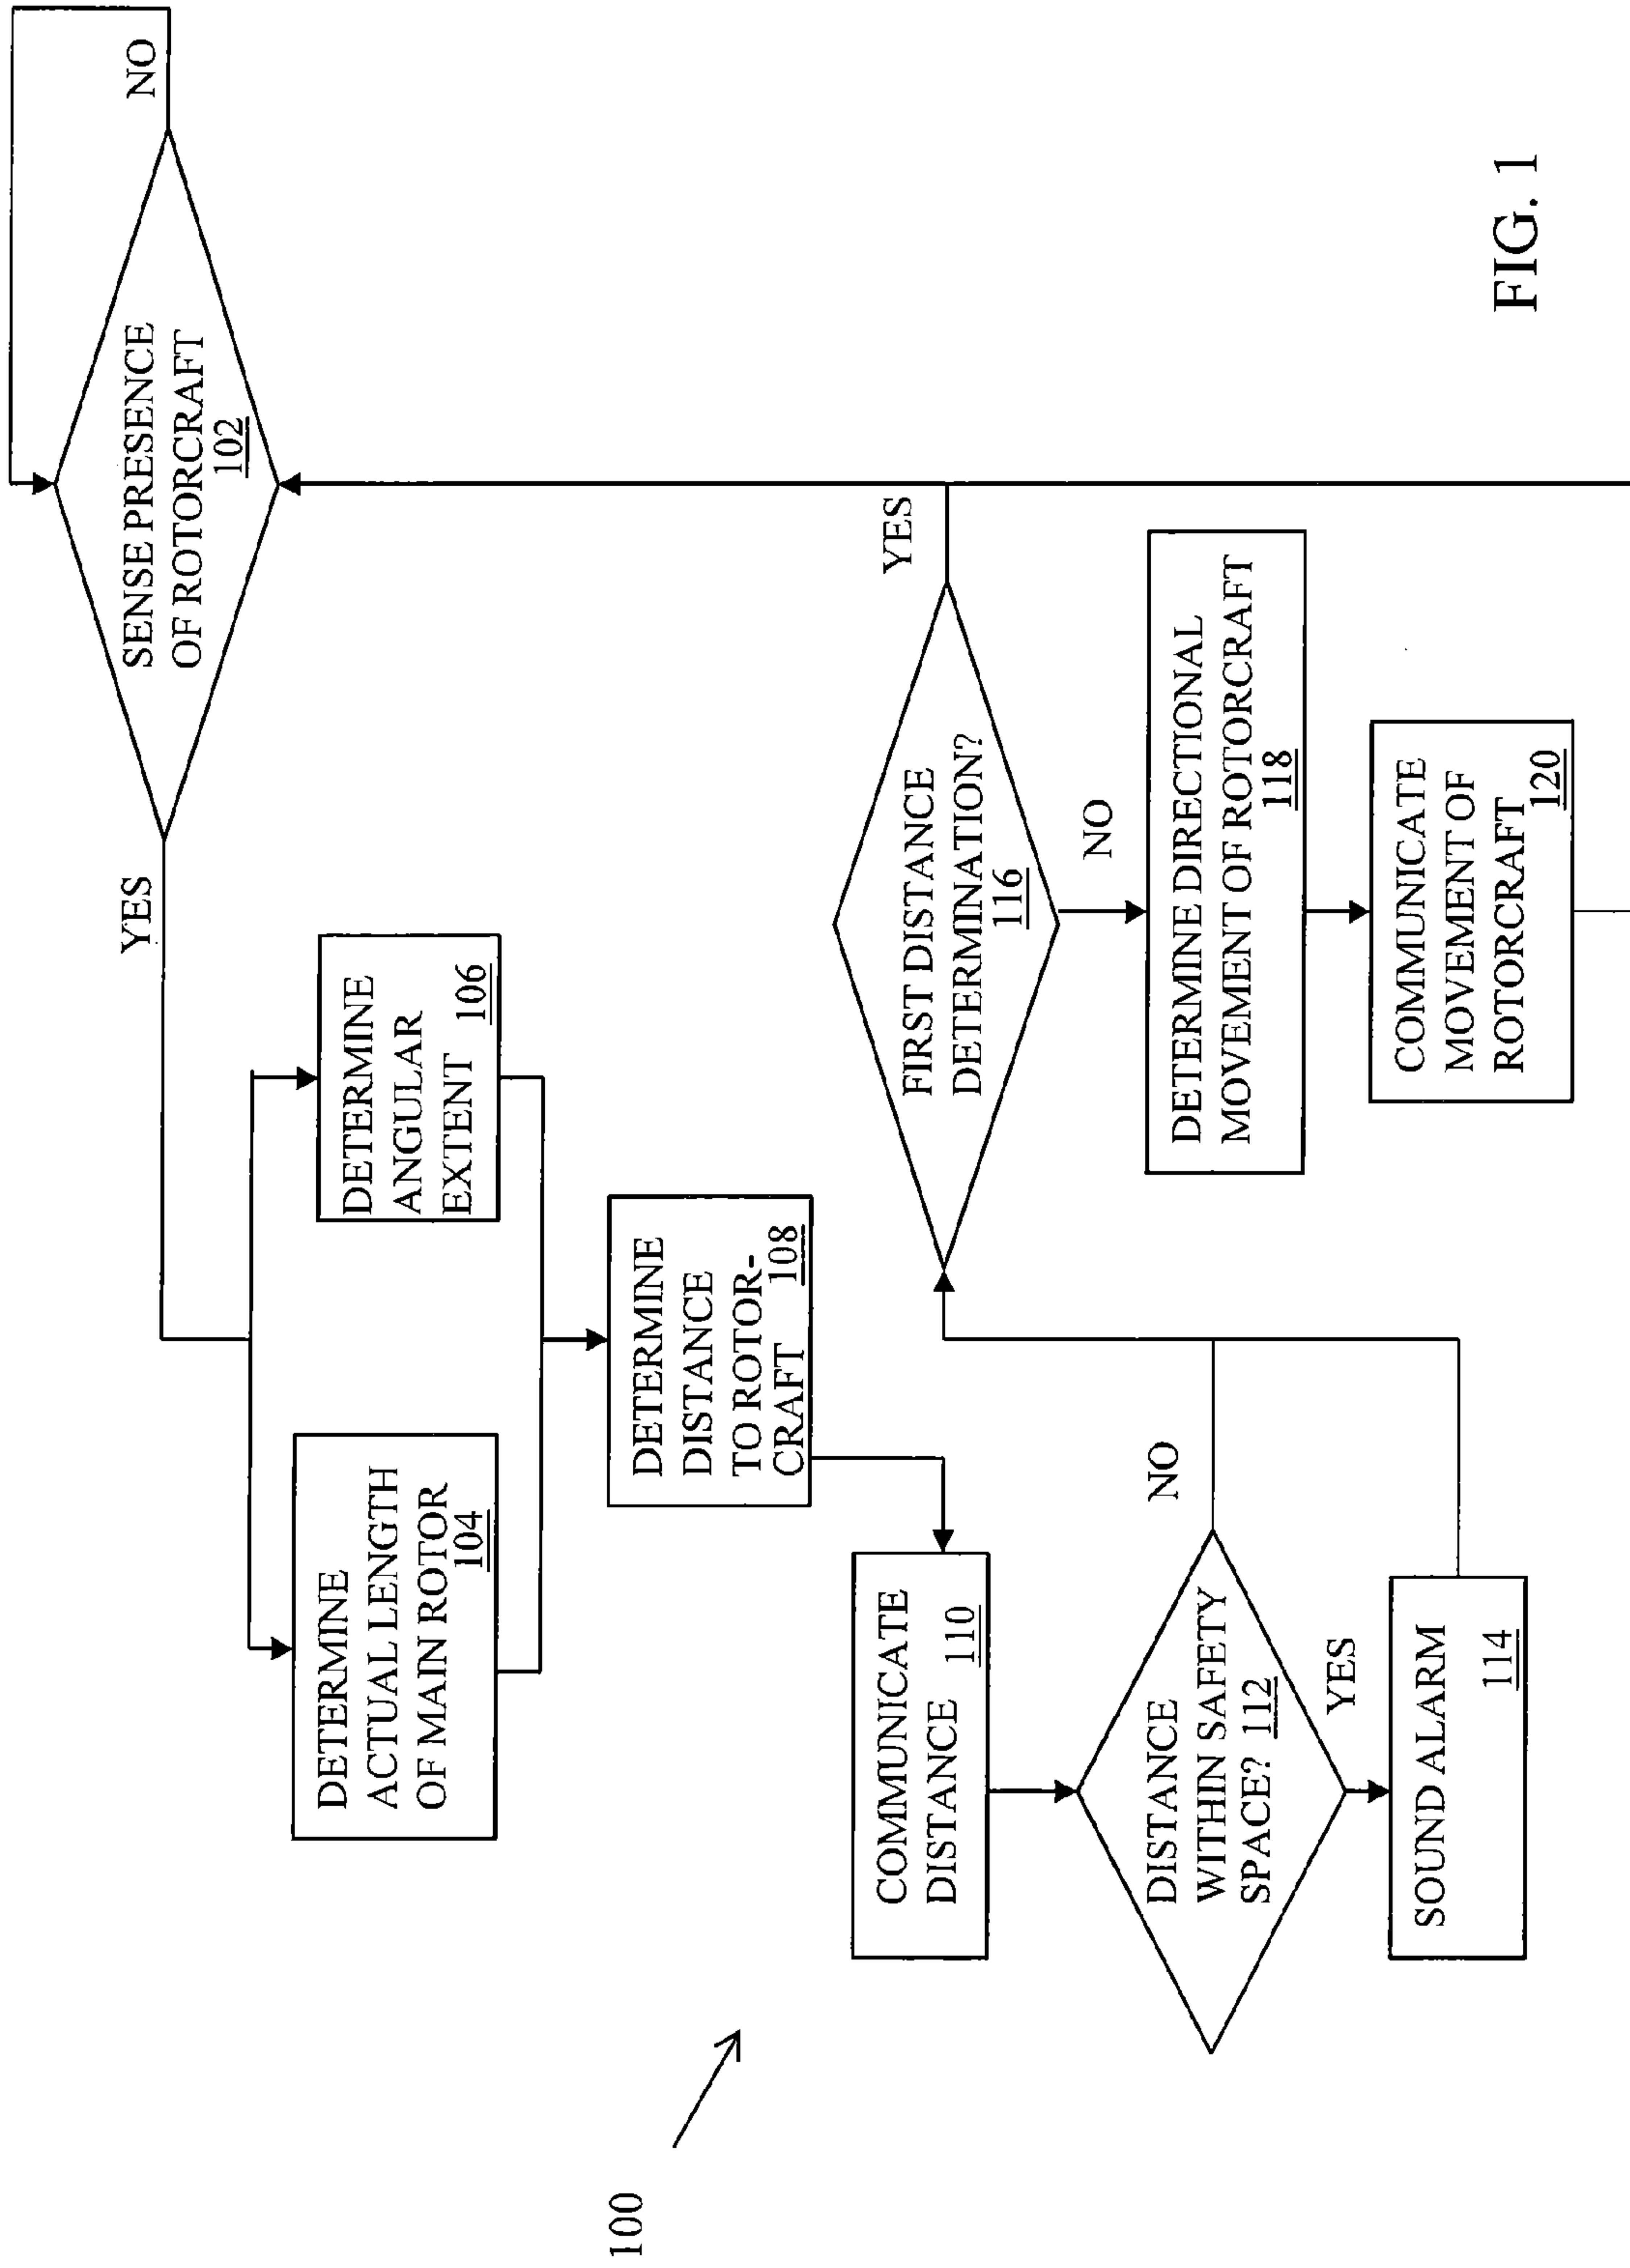 100
SENSE PRESENCE
OF ROTORCRAFT
102
NO
YES
DETERMINE
ACTUAL LENGTH
OF MAIN ROTOR
104
DETERMINE
ANGULAR
EXTENT 106
DETERMINE
DISTANCE
TO ROTOR-
CRAFT 108
COMMUNICATE
DISTANCE 110
DISTANCE
WITHIN SAFETY
SPACE? 112
NO
YES
SOUND ALARM
114
FIRST DISTANCE
DETERMINATION?
116
YES
NO
DETERMINE DIRECTIONAL
MOVEMENT OF ROTORCRAFT
118
COMMUNICATE
MOVEMENT OF
ROTORCRAFT 120
FIG. 1